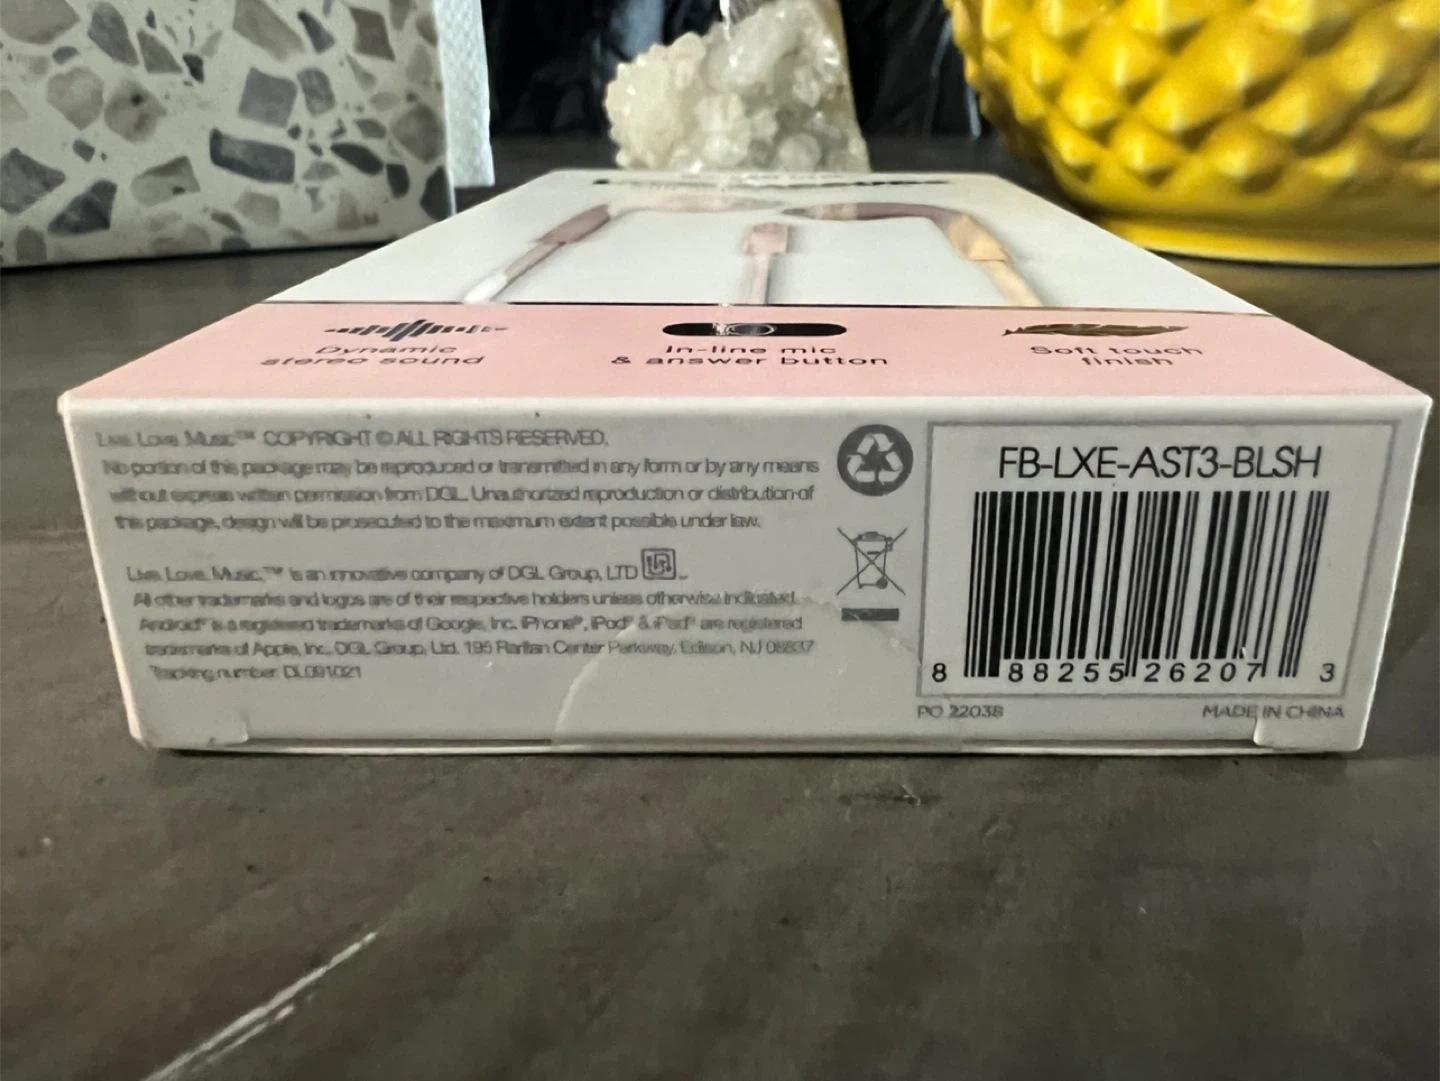 Dynamic
stereo sound
In-line mic
& answer button
Soft touch
finish
Live. Love. Music.™ COPYRIGHT © ALL RIGHTS RESERVED.
No portion of this package may be reproduced or transmitted in any form or by any means
without express written permission from DGL. Unauthorized reproduction or distribution of
this package, design will be prosecuted to the maximum extent possible under law.
Live. Love. Music.™ is an innovative company of DGL Group, LTD
All other trademarks and logos are of their respective holders unless otherwise indicated.
Android® is a registered trademarks of Google, Inc. iPhone®, iPod® & iPad® are registered
trademarks of Apple, Inc. DGL Group, Ltd. 195 Raritan Center Parkway, Edison, NJ 08837
Tracking number: DL091021
FB-LXE-AST3-BLSH
8 88255 26207 3
PO 22038
MADE IN CHINA